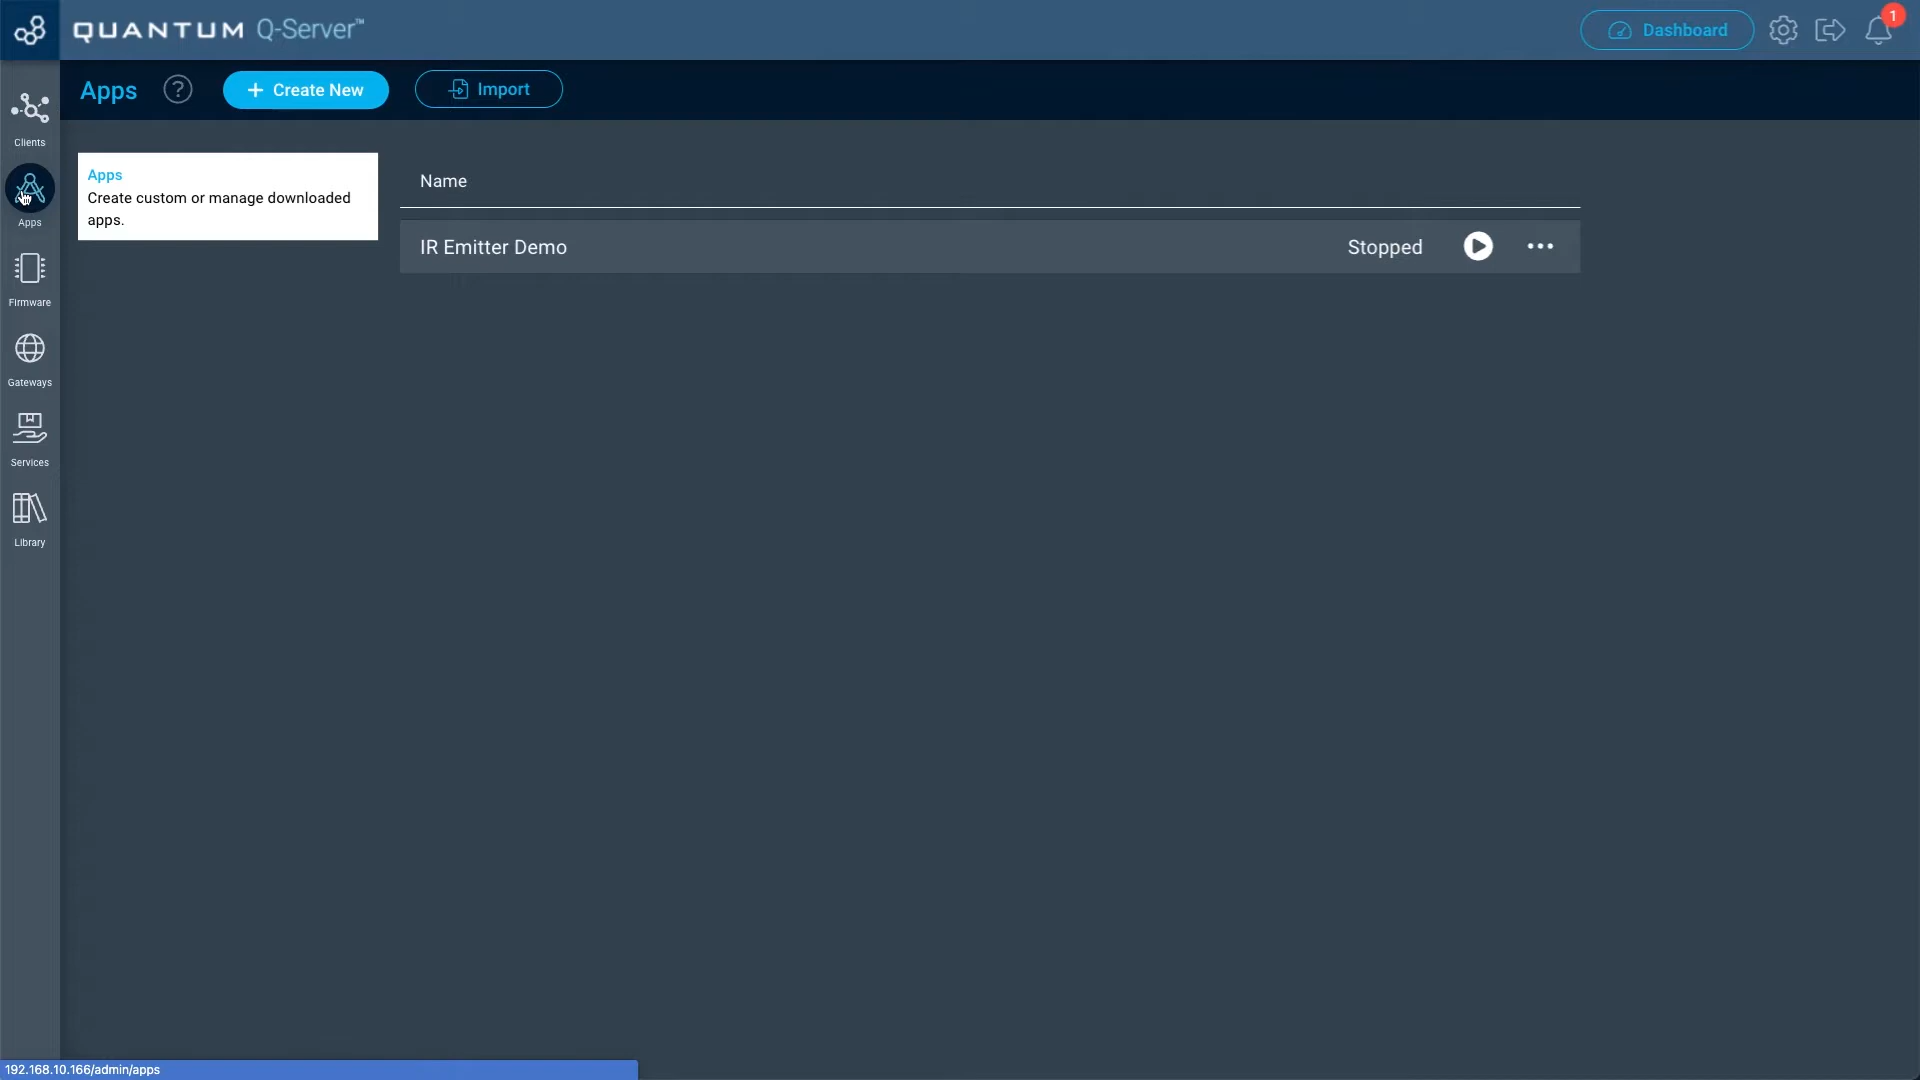 QUANTUM Q-Server™
Dashboard
1
Apps
?
+ Create New
Import
Clients
Apps
Firmware
Gateways
Services
Library
Apps
Create custom or manage downloaded
apps.
Name
IR Emitter Demo
Stopped
192.168.10.166/admin/apps